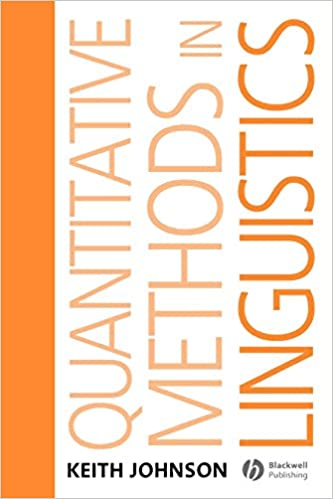 QUANTITATIVE
METHODS IN
LINGUISTICS
KEITH JOHNSON
Blackwell
Publishing